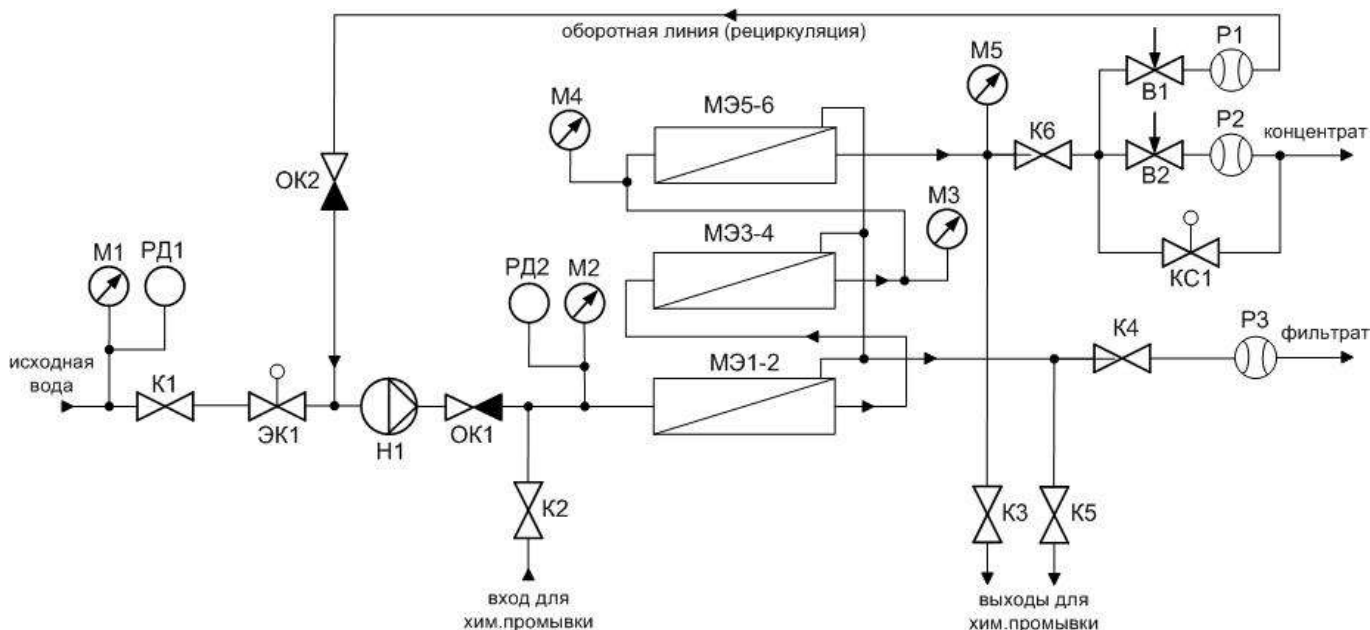 оборотная линия (рециркуляция)
М5
Р1
М4
МЭ5-6
К6
В1
Р2
концентрат
ОК2
В2
М3
МЭ3-4
М1
РД1
РД2
М2
КС1
К4
Р3
фильтрат
исходная
вода
К1
МЭ1-2
ЭК1
Н1
ОК1
К2
К3
К5
вход для
хим.промывки
выходы для
хим.промывки